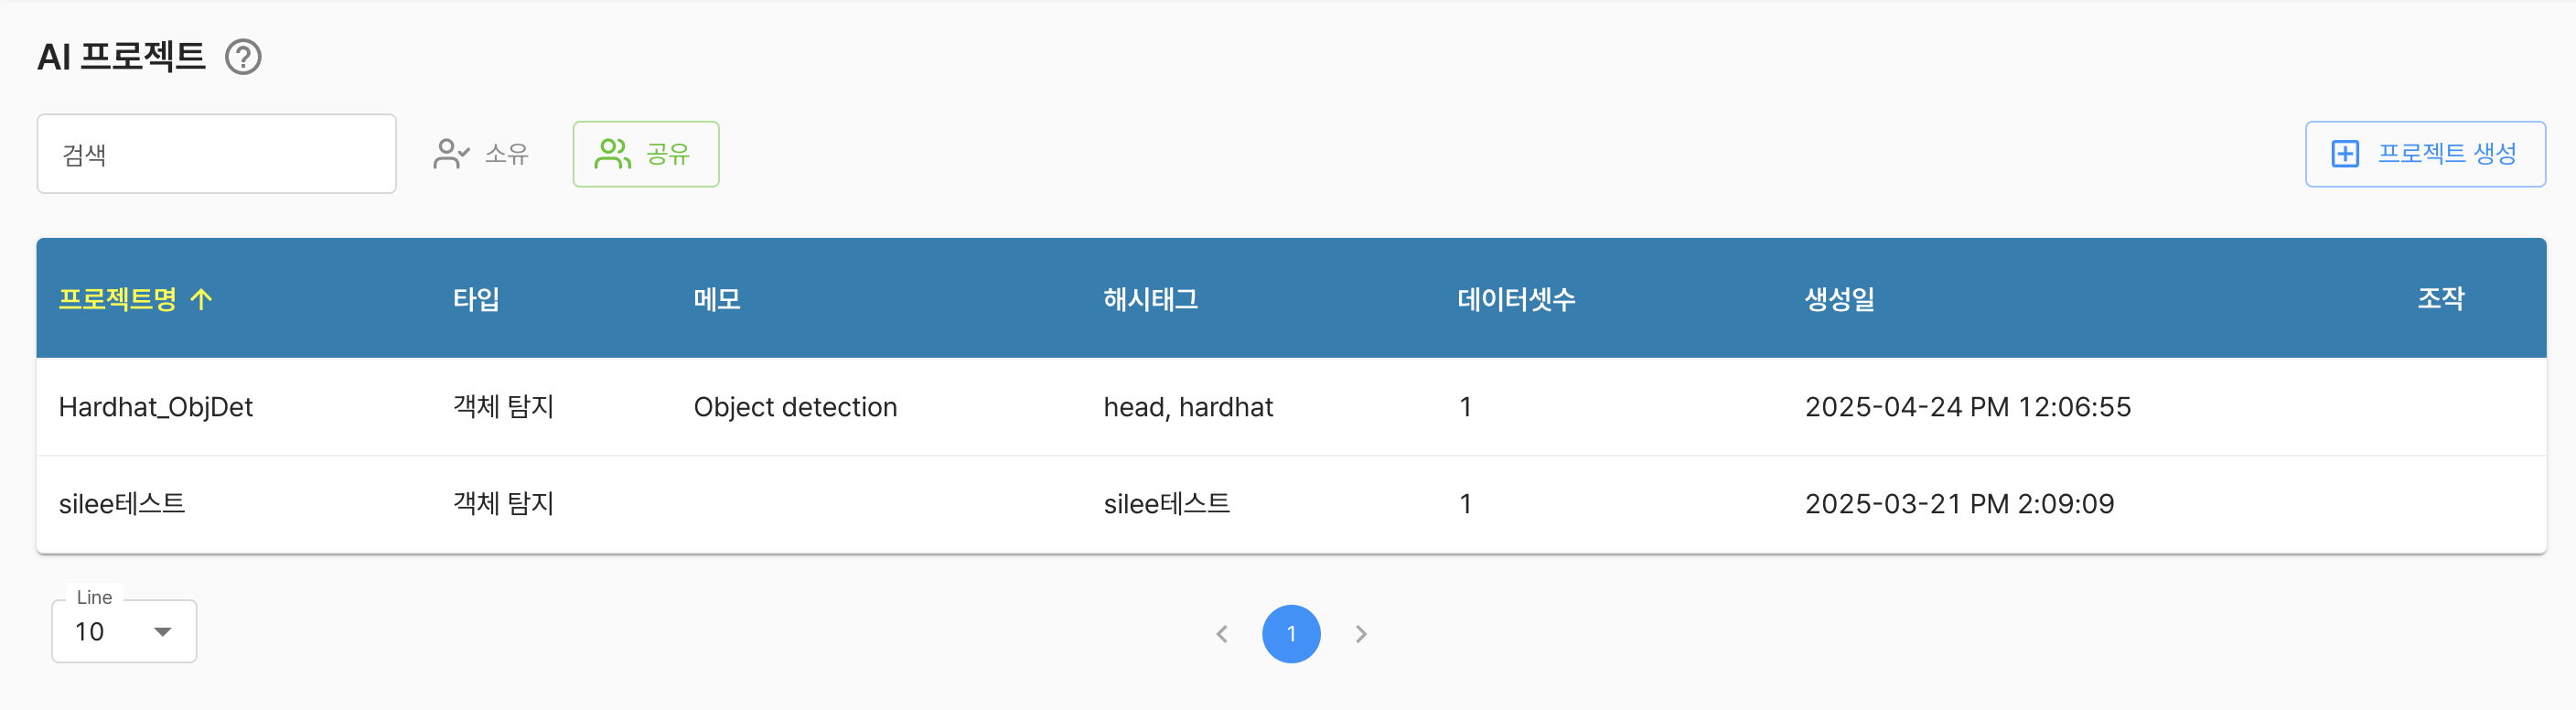 AI 프로젝트
검색 소유 공유 프로젝트 생성
프로젝트명 타입 메모 해시태그 데이터셋수 생성일 조작
Hardhat_ObjDet 객체 탐지 Object detection head, hardhat 1 2025-04-24 PM 12:06:55
silee테스트 객체 탐지 silee테스트 1 2025-03-21 PM 2:09:09
Line
10 1